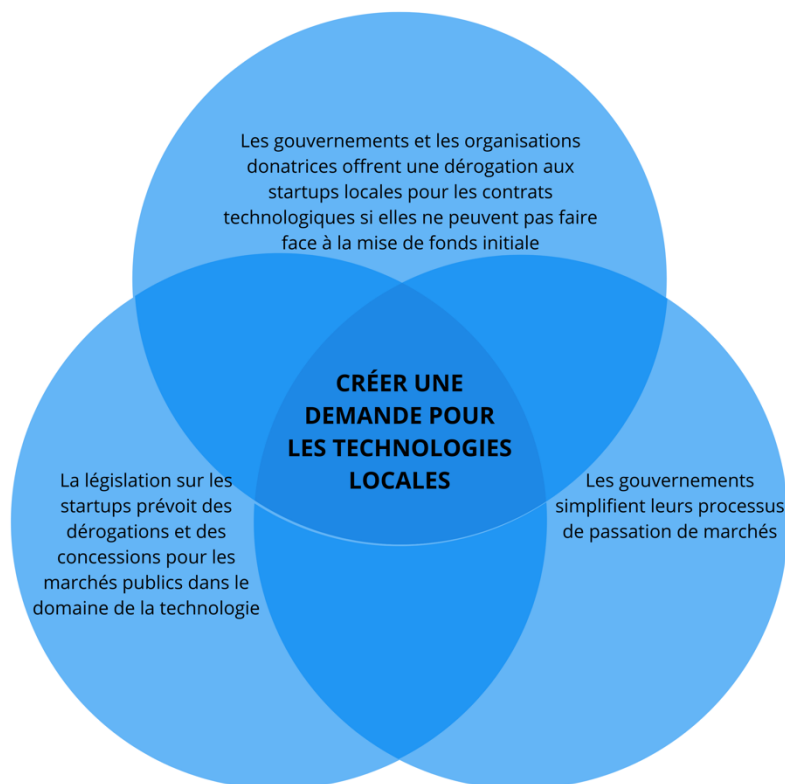 Les gouvernements et les organisations
donatrices offrent une dérogation aux
startups locales pour les contrats
technologiques si elles ne peuvent pas faire
face à la mise de fonds initiale
CRÉER UNE
DEMANDE POUR
LES TECHNOLOGIES
LOCALES
La législation sur les
startups prévoit des
dérogations et des
concessions pour les
marchés publics dans le
domaine de la technologie
Les gouvernements
simplifient leurs processus
de passation de marchés